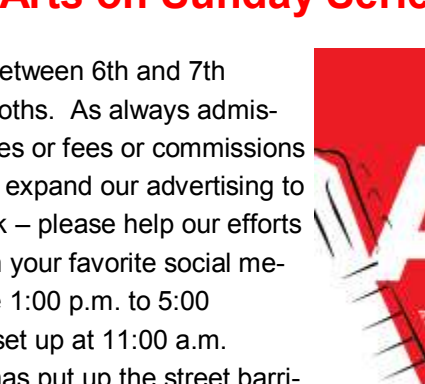 Arts on Sunday Serie
etween 6th and 7th
oths. As always admis-
es or fees or commissions
expand our advertising to
k – please help our efforts
your favorite social me-
1:00 p.m. to 5:00
set up at 11:00 a.m.
as put up the street barri-